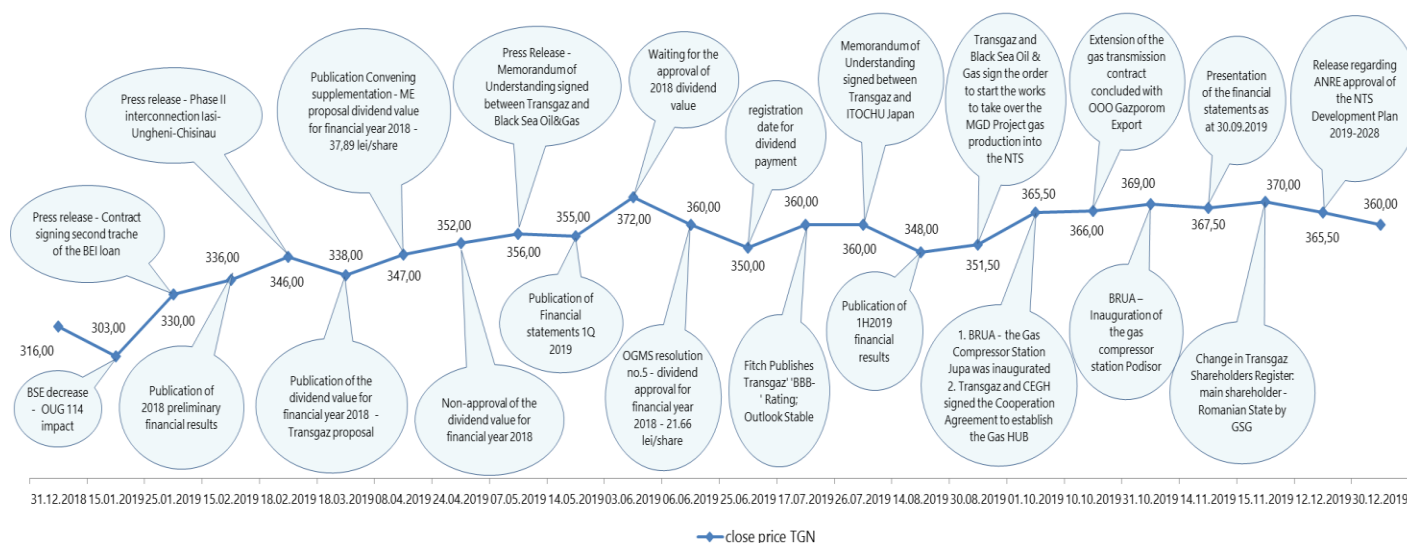 Press release - Contract
signing second trache
of the BEI loan
Press release - Phase II
interconnection Iasi-
Ungheni-Chisinau
Publication Convening
supplementation - ME
proposal dividend value
for financial year 2018 -
37,89 lei/share
Press Release -
Memorandum of
Understanding signed
between Transgaz and
Black Sea Oil&Gas
Waiting for the
approval of
2018 dividend
value
registration
date for
dividend
payment
Memorandum of
Understanding
signed between
Transgaz and
ITOCHU Japan
Transgaz and
Black Sea Oil &
Gas sign the order
to start the works
to take over the
MGD Project gas
production into
the NTS
Extension of the
gas transmission
contract
concluded with
OOO Gazporom
Export
Presentation of
the financial
statements as
at 30.09.2019
Release regarding
ANRE approval of
the NTS
Development Plan
2019-2028
316,00
303,00
330,00
336,00
346,00
338,00
347,00
352,00
356,00
355,00
372,00
360,00
350,00
360,00
360,00
348,00
351,50
365,50
366,00
369,00
367,50
370,00
365,50
360,00
BSE decrease
- OUG 114
impact
Publication of
2018 preliminary
financial results
Publication of the
dividend value for
financial year 2018 -
Transgaz proposal
Non-approval of
the dividend value for
financial year 2018
Publication of
Financial
statements 1Q
2019
OGMS resolution
no.5 - dividend
approval for
financial year
2018 - 21.66
lei/share
Fitch Publishes
Transgaz' 'BBB-
' Rating;
Outlook Stable
Publication of
1H2019
financial
results
1. BRUA - the Gas
Compressor Station
Jupa was inaugurated
2. Transgaz and CEGH
signed the Cooperation
Agreement to establish
the Gas HUB
BRUA –
Inauguration of
the gas
compressor
station Podisor
Change in Transgaz
Shareholders Register:
main shareholder -
Romanian State by
GSG
31.12.2018 15.01.2019 25.01.2019 15.02.2019 18.02.2019 18.03.2019 08.04.2019 24.04.2019 07.05.2019 14.05.2019 03.06.2019 06.06.2019 25.06.2019 17.07.2019 26.07.2019 14.08.2019 30.08.2019 01.10.2019 10.10.2019 31.10.2019 14.11.2019 15.11.2019 12.12.2019 30.12.2019
close price TGN